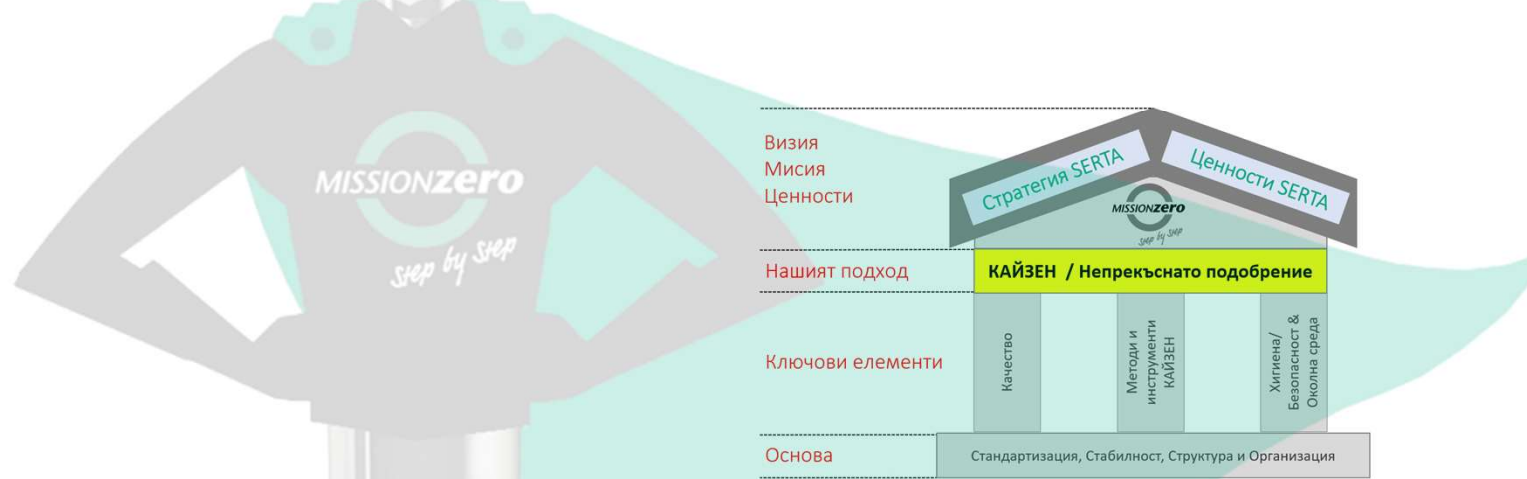 MISSIONZERO
step by step
Визия
Мисия
Ценности
Стратегия SERTA
Ценности SERTA
MISSIONZERO
step by step
Нашият подход
КАЙЗЕН / Непрекъснато подобрение
Ключови елементи
Качество
Методи и
инструменти
КАЙЗЕН
Хигиена/
Безопасност &
Околна среда
Основа
Стандартизация, Стабилност, Структура и Организация